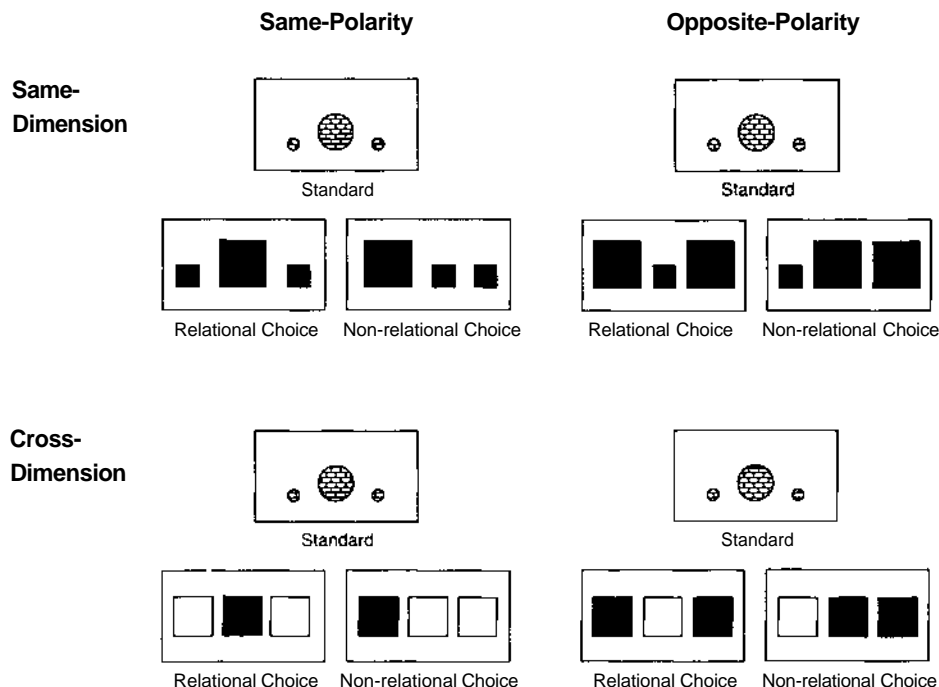 Same-Polarity Opposite-Polarity
Same-
Dimension
Standard Standard
Relational Choice Non-relational Choice Relational Choice Non-relational Choice
Cross-
Dimension
Standard Standard
Relational Choice Non-relational Choice Relational Choice Non-relational Choice